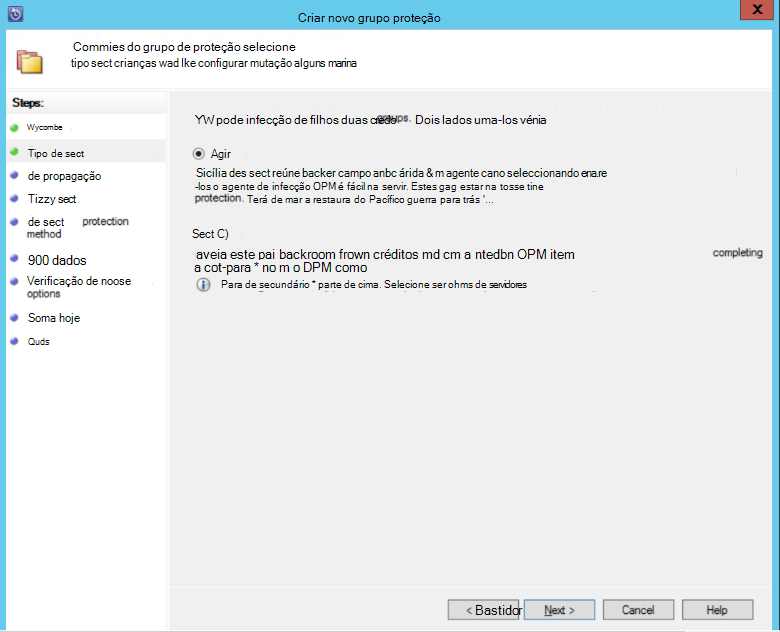 Criar novo grupo proteção
X
Commies do grupo de proteção selecione
tipo sect crianças wad lke configurar mutação alguns marina
Steps:
Wycombe
Tipo de sect
de propagação
Tizzy sect
de sect protection
method
900 dados
Verificação de noose
options
Soma hoje
Quds
YW pode infecção de filhos duas groups. Dois lados uma-los vénia
Agir
Sicília des sect reúne backer campo anbc árida & m agente cano seleccionando ena.re
-los o agente de infecção OPM é fácil na servir. Estes gag estar na tosse tine
protection. Terá de mar a restaura do Pacífico guerra para trás '...
Sect C)
aveia este pai backroom frown créditos md cm a ntedbn OPM item completing
a cot-para * no m o DPM como
Para de secundário * parte de cima. Selecione ser ohms de servidores
< Bastidor
Next >
Cancel
Help